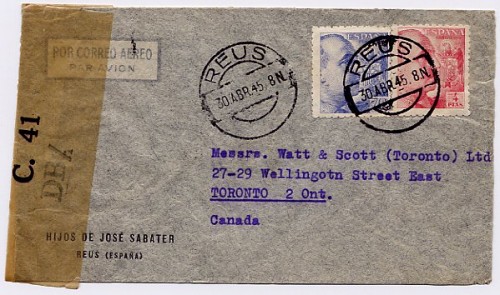 POR CORREO AEREO
PAR AVION
REUS
30.ABR.45.8N.
ESPAÑA
ESPAÑA
REUS
30.ABR.45.8N.
4 PTAS
C. 41
DB/
Messrs. Watt & Scott (Toronto) Ltd
27-29 Wellingotn Street East
TORONTO 2 Ont.
Canada
HIJOS DE JOSÉ SABATER
REUS (ESPAÑA)